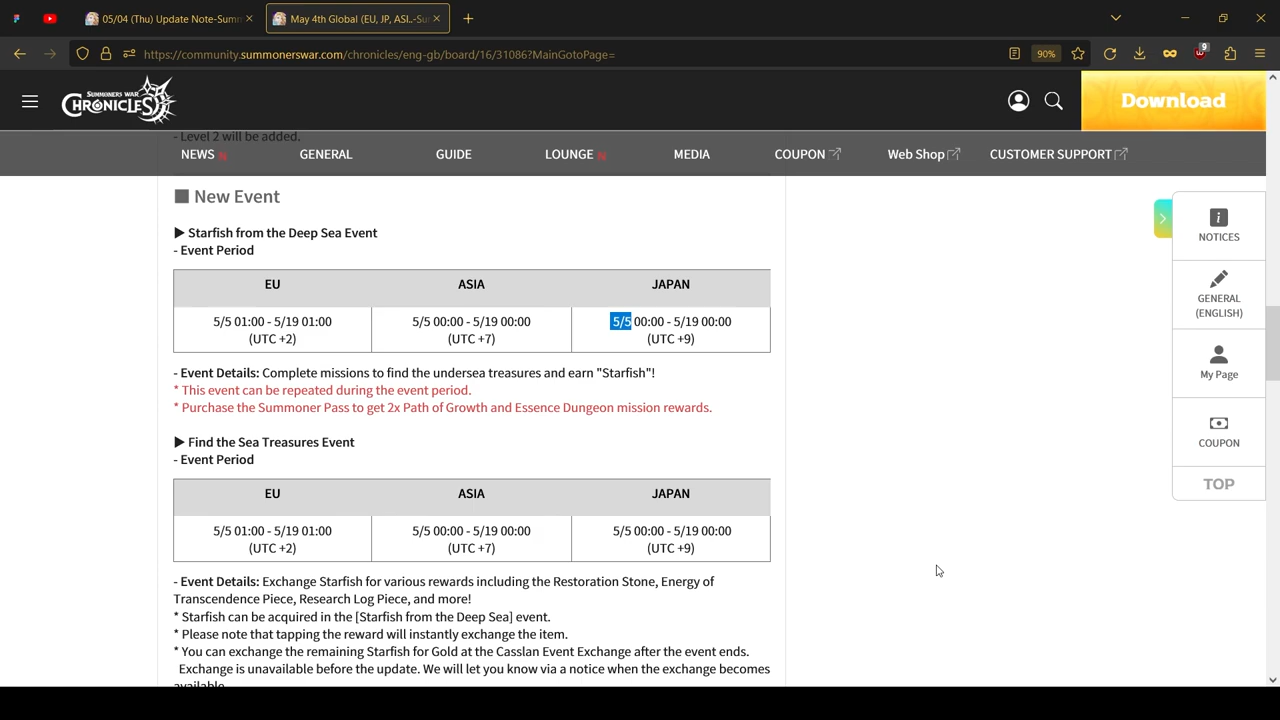 05/04 (Thu) Update Note-Summ
May 4th Global (EU, JP, ASI..-Su
https://community.summonerswar.com/chronicles/eng-gb/board/16/31086?MainGotoPage=
90%
9
SUMMONERS WAR
CHRONICLES
Download
- Level 2 will be added.
NEWS N
GENERAL
GUIDE
LOUNGE N
MEDIA
COUPON
Web Shop
CUSTOMER SUPPORT
■ New Event
▶ Starfish from the Deep Sea Event
- Event Period
EU ASIA JAPAN
5/5 01:00 - 5/19 01:00 5/5 00:00 - 5/19 00:00 5/5 00:00 - 5/19 00:00
(UTC +2) (UTC +7) (UTC +9)
- Event Details: Complete missions to find the undersea treasures and earn "Starfish"!
* This event can be repeated during the event period.
* Purchase the Summoner Pass to get 2x Path of Growth and Essence Dungeon mission rewards.
▶ Find the Sea Treasures Event
- Event Period
EU ASIA JAPAN
5/5 01:00 - 5/19 01:00 5/5 00:00 - 5/19 00:00 5/5 00:00 - 5/19 00:00
(UTC +2) (UTC +7) (UTC +9)
- Event Details: Exchange Starfish for various rewards including the Restoration Stone, Energy of
Transcendence Piece, Research Log Piece, and more!
* Starfish can be acquired in the [Starfish from the Deep Sea] event.
* Please note that tapping the reward will instantly exchange the item.
* You can exchange the remaining Starfish for Gold at the Casslan Event Exchange after the event ends.
Exchange is unavailable before the update. We will let you know via a notice when the exchange becomes
available.
NOTICES
GENERAL
(ENGLISH)
My Page
COUPON
TOP